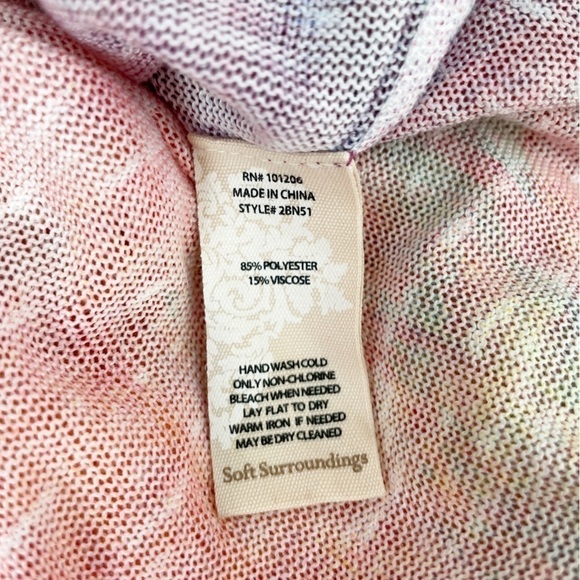 RN# 101206
MADE IN CHINA
STYLE# 2BN51
85% POLYESTER
15% VISCOSE
HAND WASH COLD
ONLY NON-CHLORINE
BLEACH WHEN NEEDED
LAY FLAT TO DRY
WARM IRON IF NEEDED
MAY BE DRY CLEANED
Soft Surroundings